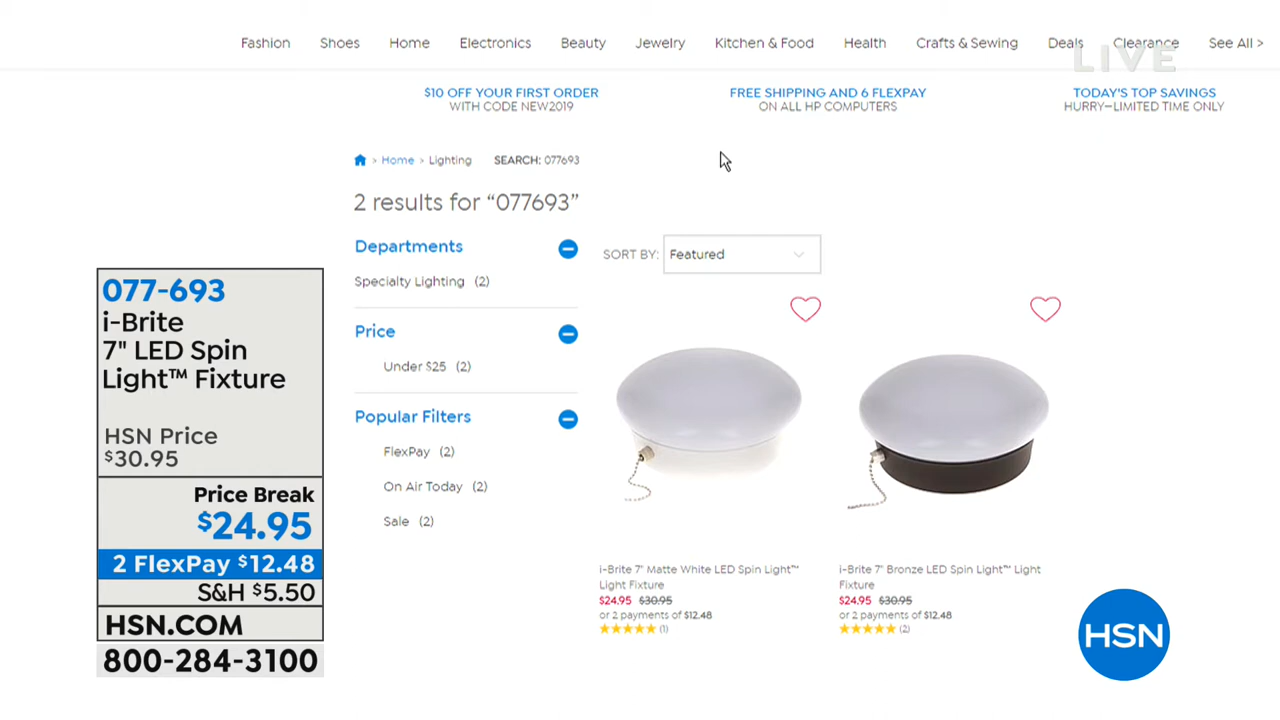 Fashion Shoes Home Electronics Beauty Jewelry Kitchen & Food Health Crafts & Sewing Deals Clearance See All >
LIVE
$10 OFF YOUR FIRST ORDER
WITH CODE NEW2019
FREE SHIPPING AND 6 FLEXPAY
ON ALL HP COMPUTERS
TODAY'S TOP SAVINGS
HURRY—LIMITED TIME ONLY
> Home > Lighting SEARCH: 077693
2 results for “077693”
Departments
Specialty Lighting (2)
Price
Under $25 (2)
Popular Filters
FlexPay (2)
On Air Today (2)
Sale (2)
SORT BY: Featured
i-Brite 7" Matte White LED Spin Light™
Light Fixture
$24.95 $30.95
or 2 payments of $12.48
(1)
i-Brite 7" Bronze LED Spin Light™ Light
Fixture
$24.95 $30.95
or 2 payments of $12.48
(2)
077-693
i-Brite
7" LED Spin
Light™ Fixture
HSN Price
$30.95
Price Break
$24.95
2 FlexPay $12.48
S&H $5.50
HSN.COM
800-284-3100
HSN